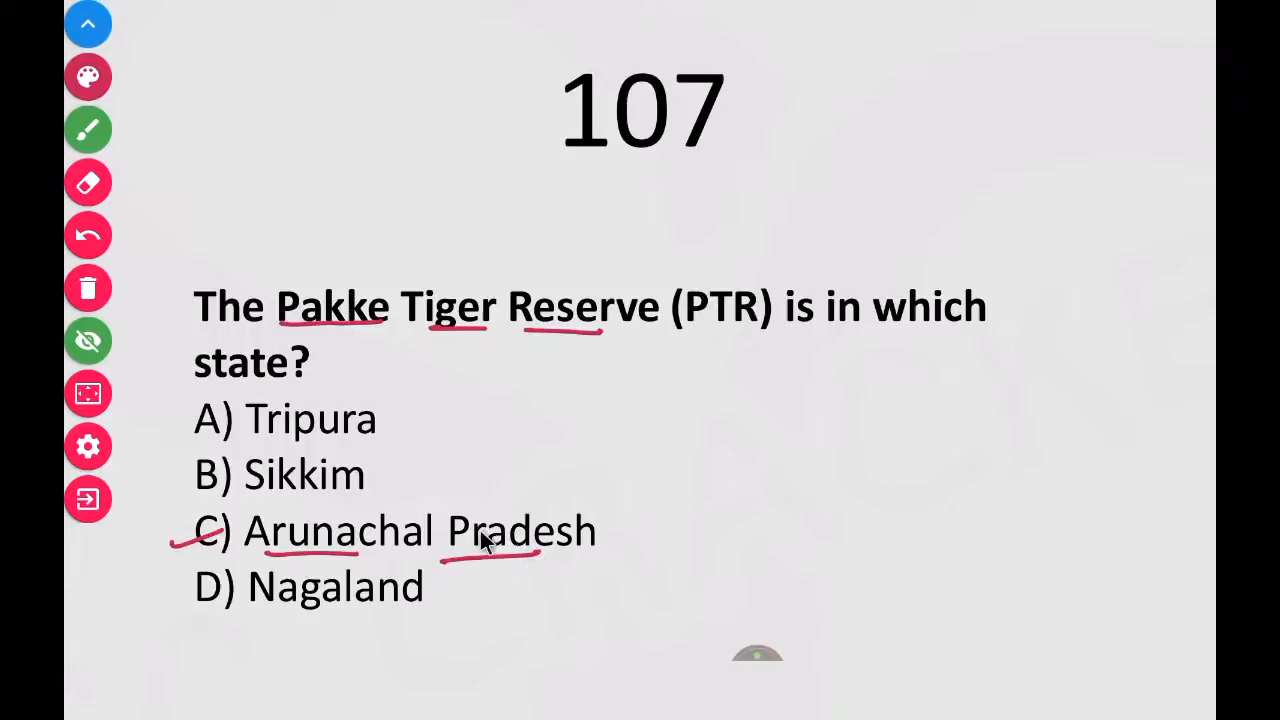 107
The Pakke Tiger Reserve (PTR) is in which
state?
A) Tripura
B) Sikkim
C) Arunachal Pradesh
D) Nagaland